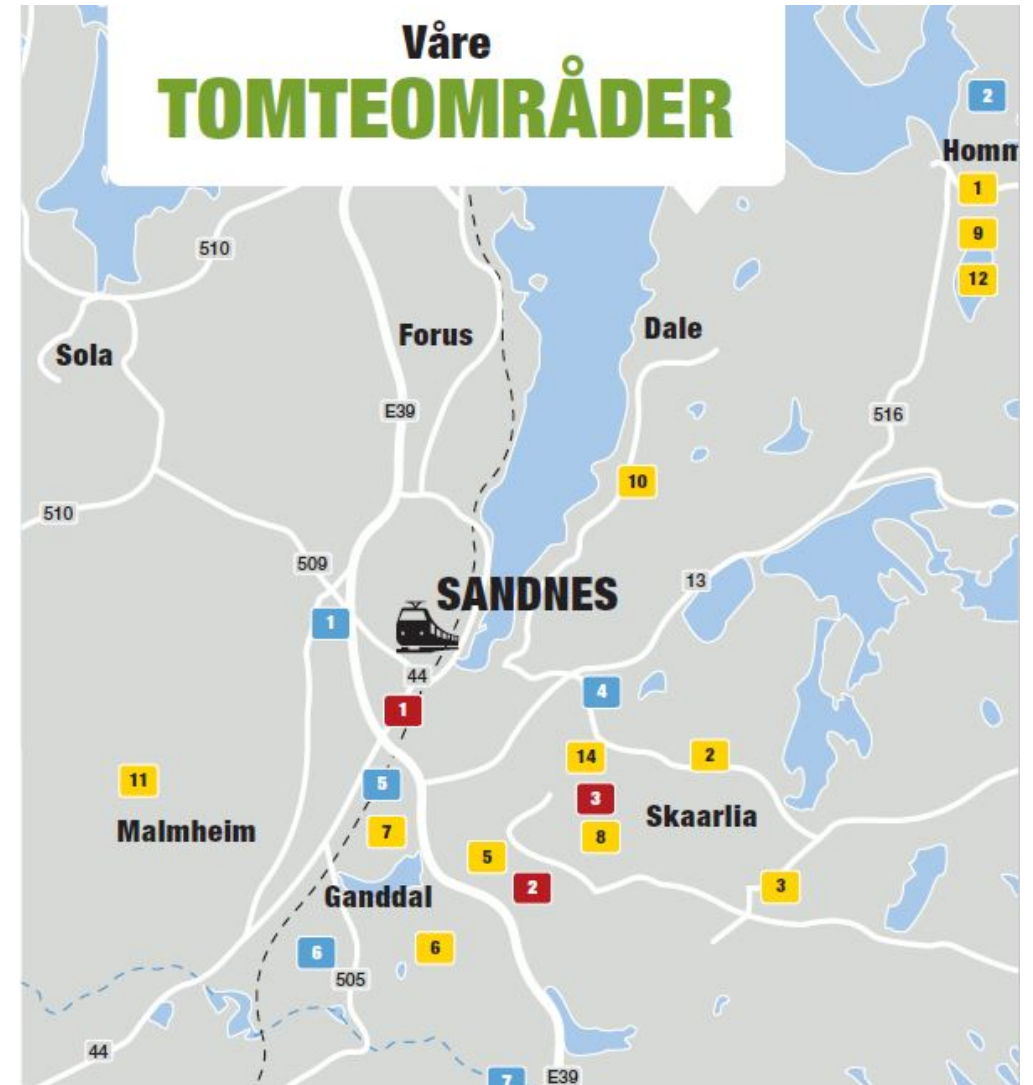 Våre
TOMTEOMRÅDER
2
Homm
1
9
12
510
Forus
Dale
Sola
E39
516
10
510
509
13
SANDNES
1
44
4
1
14
2
11
5
3
Skaarlia
Malmheim
7
8
5
2
3
Ganddal
6
6
505
44
7
E39